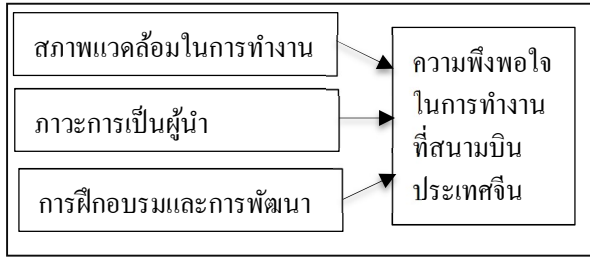 สภาพแวดล้อมในการทำงาน
ภาวะการเป็นผู้นำ
การฝึกอบรมและการพัฒนา
ความพึงพอใจ
ในการทำงาน
ที่สนามบิน
ประเทศจีน